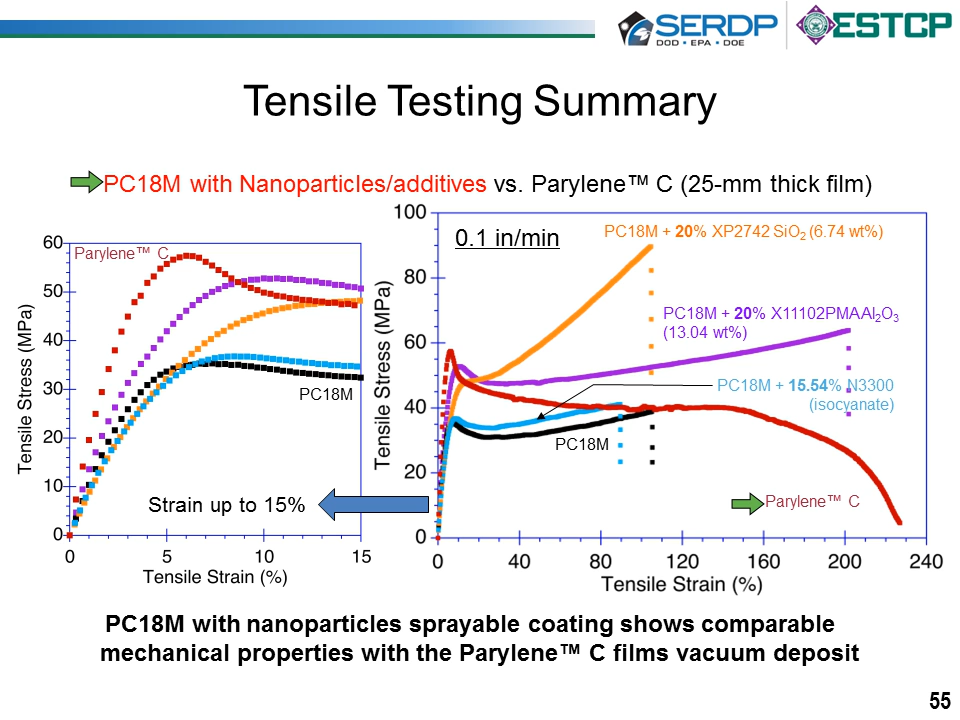 SERDP
DOD • EPA • DOE
ESTCP
Tensile Testing Summary
PC18M with Nanoparticles/additives vs. Parylene™ C (25-mm thick film)
60
50
40
30
20
10
0
Tensile Stress (MPa)
Parylene™ C
PC18M
Strain up to 15%
0
5
10
15
Tensile Strain (%)
100
80
60
40
20
0
Tensile Stress (MPa)
0.1 in/min
PC18M + 20% XP2742 SiO₂ (6.74 wt%)
PC18M + 20% X11102PMAAl₂O₃
(13.04 wt%)
PC18M + 15.54% N3300
(isocyanate)
PC18M
Parylene™ C
0
40
80
120
160
200
240
Tensile Strain (%)
PC18M with nanoparticles sprayable coating shows comparable
mechanical properties with the Parylene™ C films vacuum deposit
55